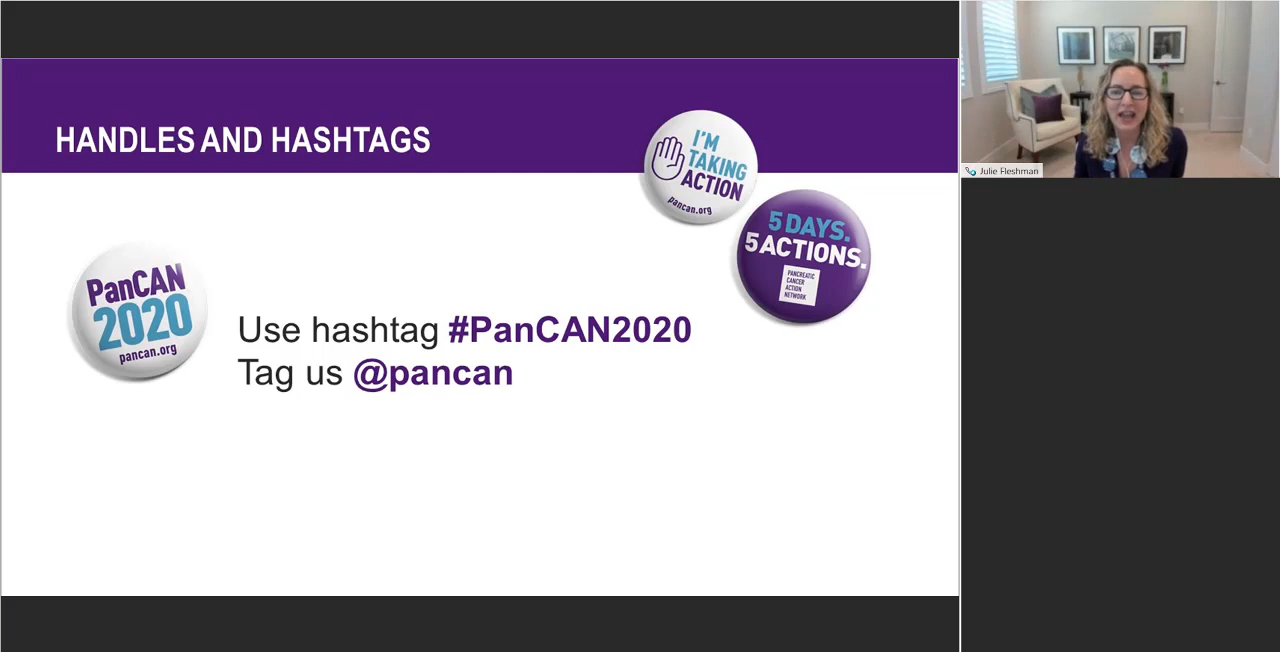 HANDLES AND HASHTAGS
I'M
TAKING
ACTION
pancan.org
5 DAYS.
5 ACTIONS.
PANCREATIC
CANCER
ACTION
NETWORK
PanCAN
2020
pancan.org
Use hashtag #PanCAN2020
Tag us @pancan
Julie Fleshman